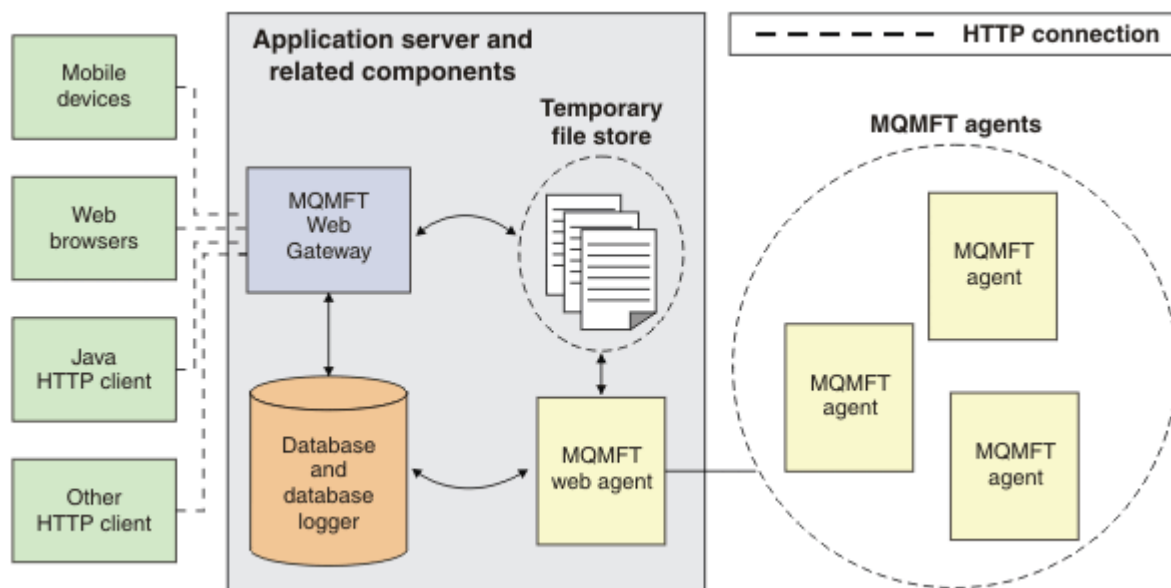 Mobile
devices
Web
browsers
Java
HTTP client
Other
HTTP client
Application server and
related components
MQMFT
Web
Gateway
Temporary
file store
Database
and
database
logger
MQMFT
web agent
HTTP connection
MQMFT agents
MQMFT
agent
MQMFT
agent
MQMFT
agent